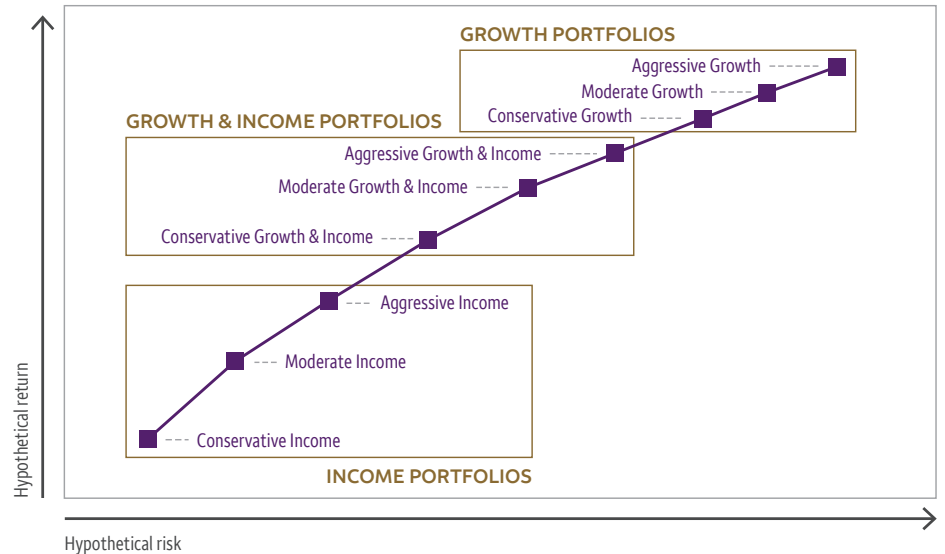 GROWTH PORTFOLIOS
Aggressive Growth
Moderate Growth
Conservative Growth
GROWTH & INCOME PORTFOLIOS
Aggressive Growth & Income
Moderate Growth & Income
Conservative Growth & Income
Aggressive Income
Moderate Income
Conservative Income
INCOME PORTFOLIOS
Hypothetical return
Hypothetical risk